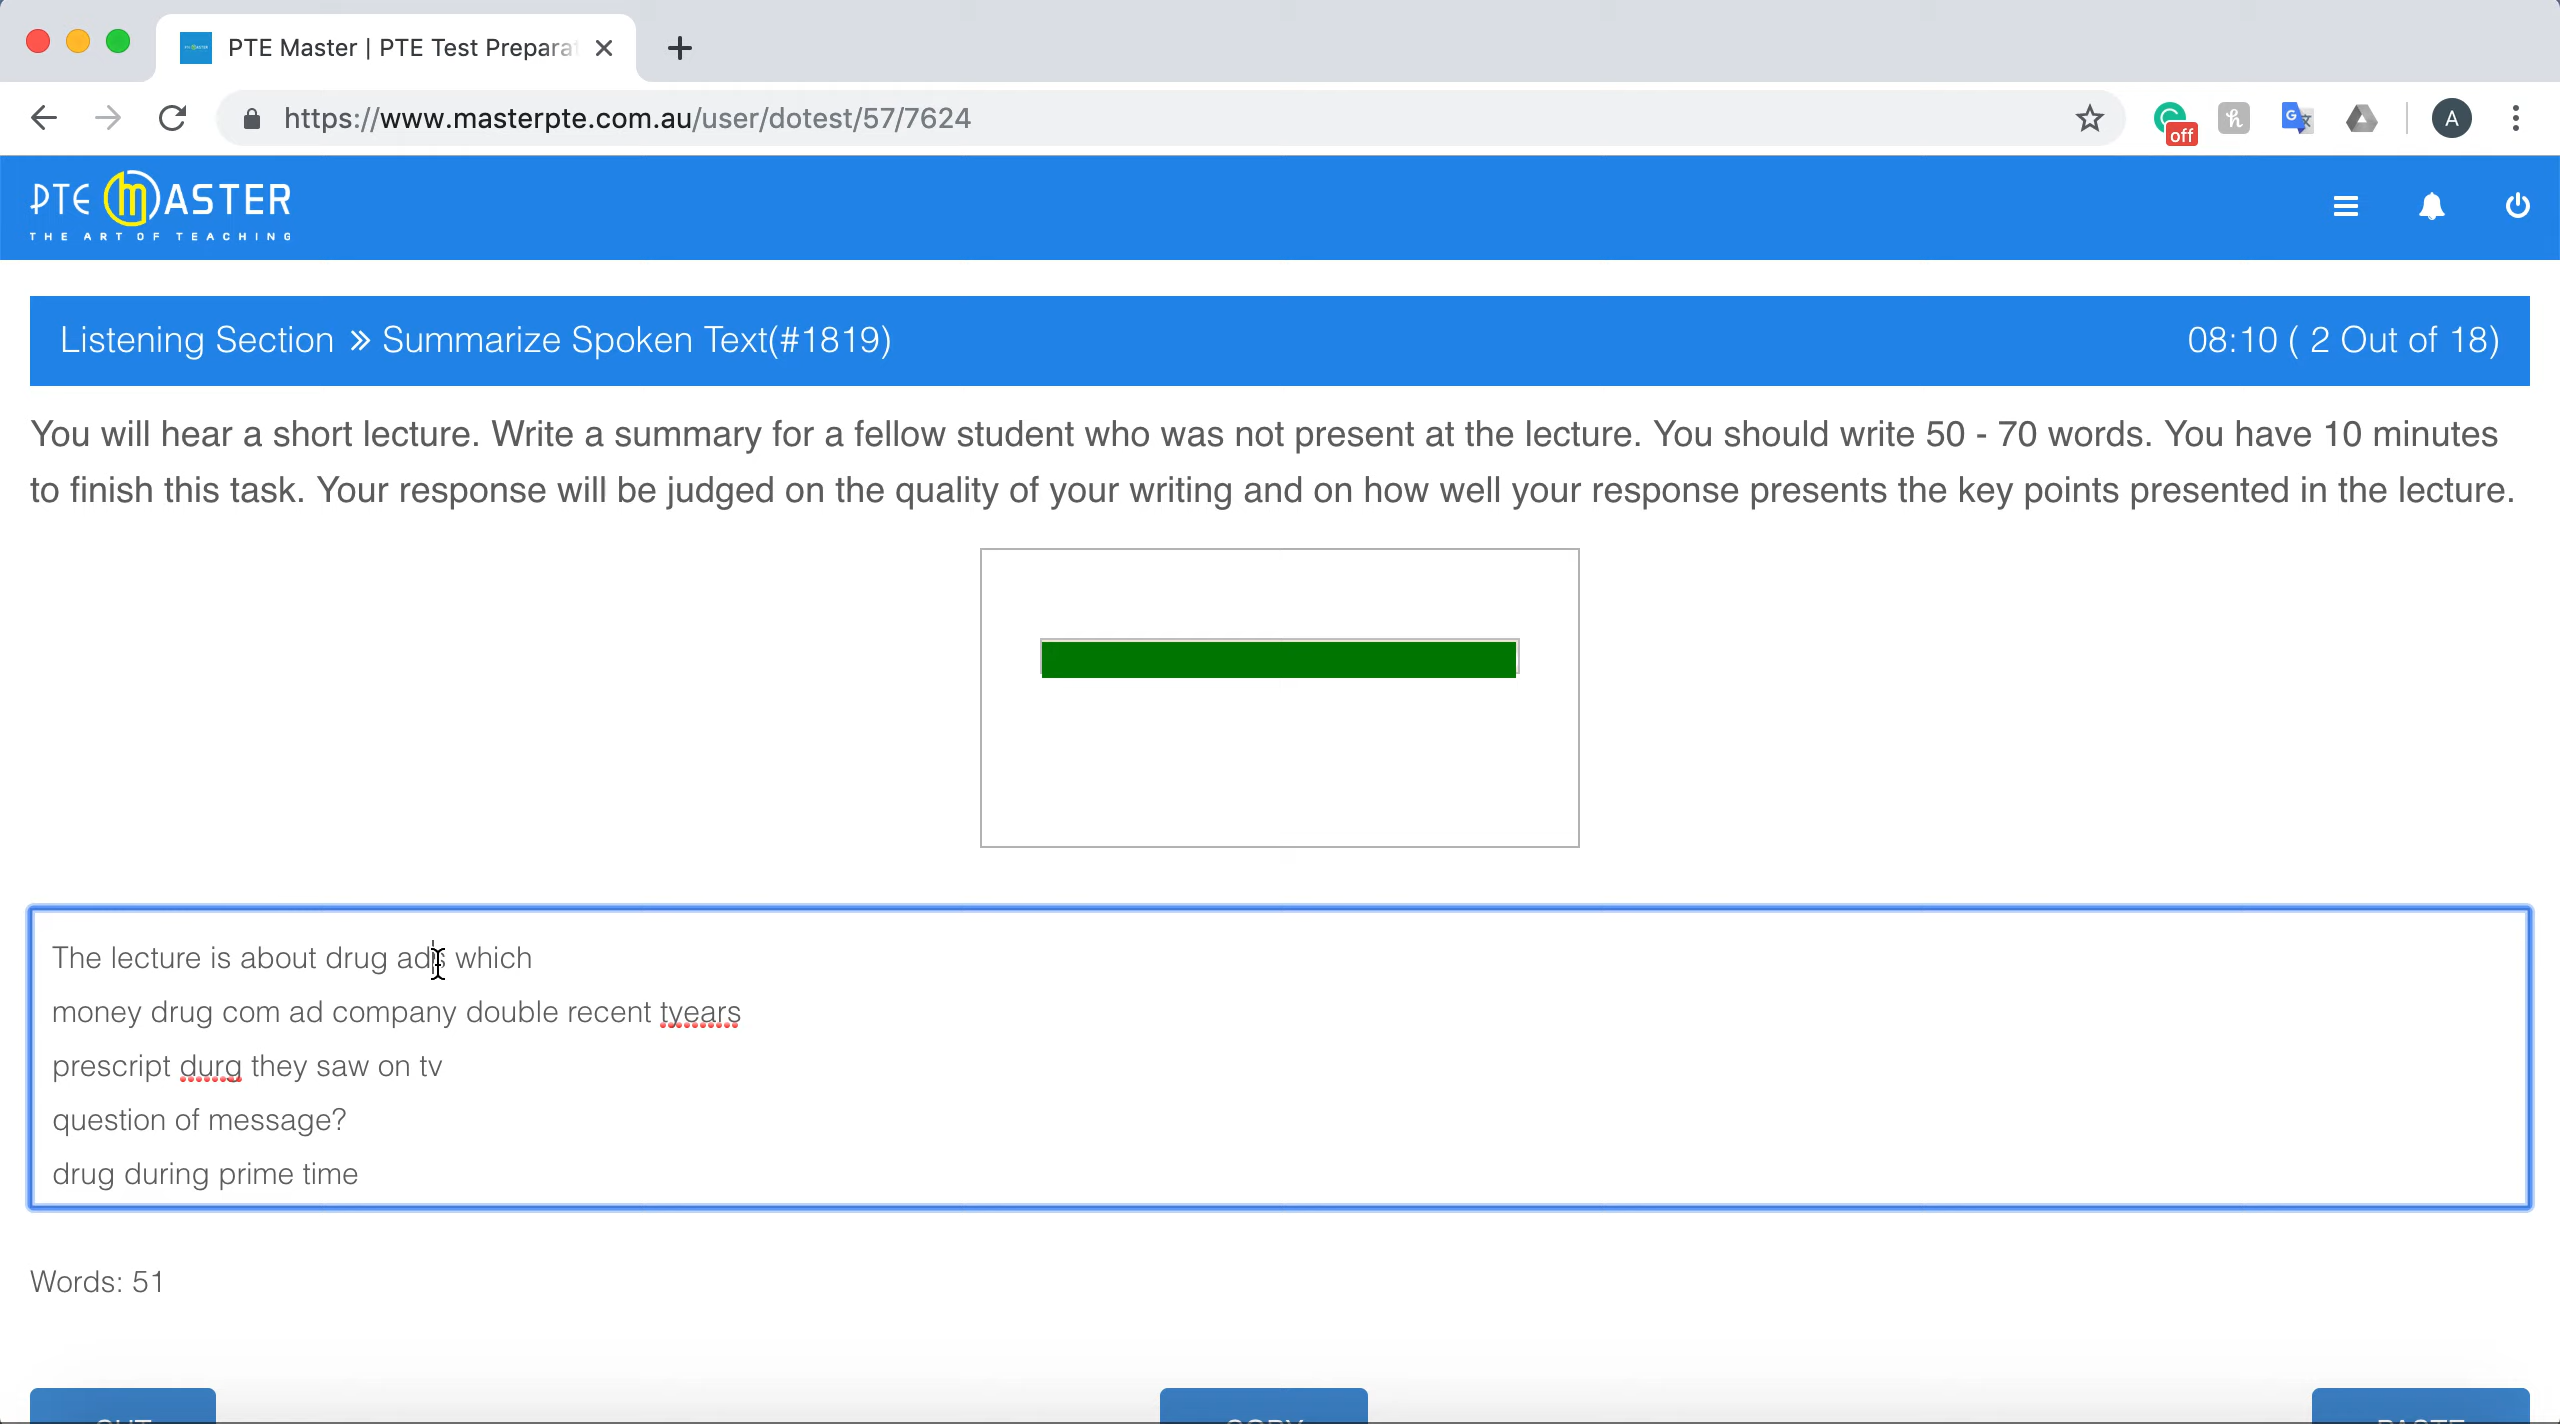 PTE Master | PTE Test Prepara
https://www.masterpte.com.au/user/dotest/57/7624
off
A
PTE MASTER
THE ART OF TEACHING
Listening Section » Summarize Spoken Text(#1819)
08:10 ( 2 Out of 18)
You will hear a short lecture. Write a summary for a fellow student who was not present at the lecture. You should write 50 - 70 words. You have 10 minutes
to finish this task. Your response will be judged on the quality of your writing and on how well your response presents the key points presented in the lecture.
The lecture is about drug ads which
money drug com ad company double recent tyears
prescript durg they saw on tv
question of message?
drug during prime time
Words: 51
CUT
COPY
PASTE